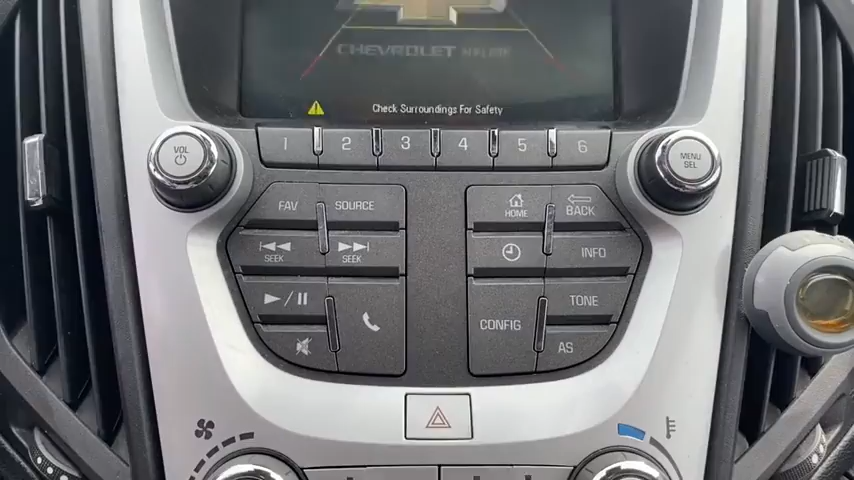 CHEVROLET
Check Surroundings For Safety
1 2 3 4 5 6
VOL
MENU
SEL
FAV SOURCE
HOME BACK
SEEK SEEK
INFO
TONE
CONFIG
AS